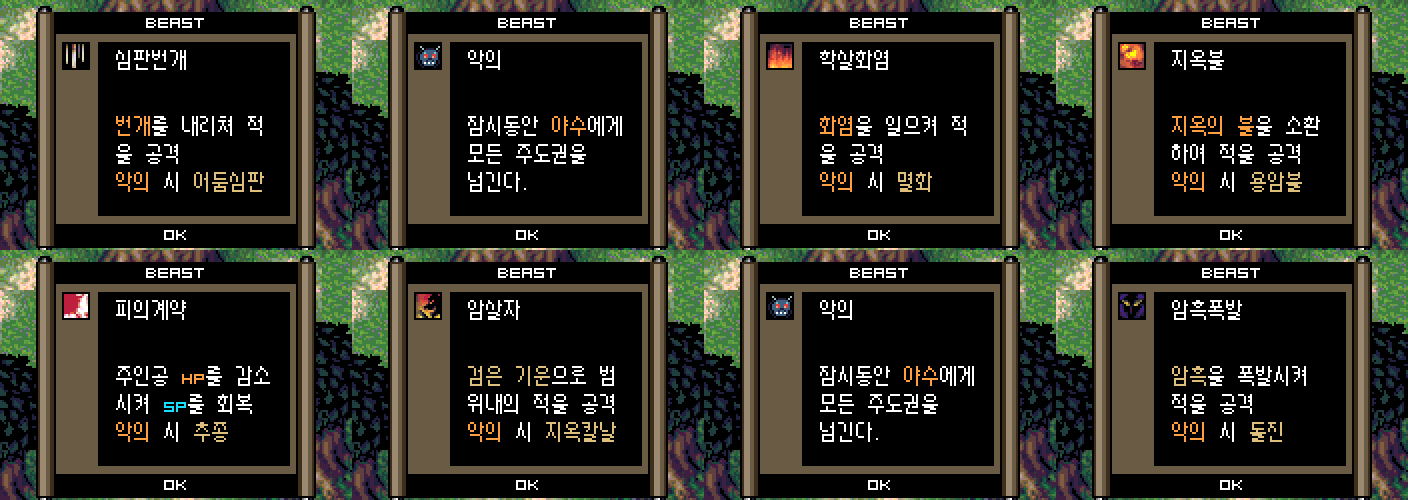 BEAST
심판번개
번개를 내리쳐 적
을 공격
악의 시 어둠심판
OK
BEAST
악의
잠시동안 야수에게
모든 주도권을
넘긴다.
OK
BEAST
학살화염
화염을 일으켜 적
을 공격
악의 시 멸화
OK
BEAST
지옥불
지옥의 불을 소환
하여 적을 공격
악의 시 용암불
OK
BEAST
피의계약
주인공 HP를 감소
시켜 SP를 회복
악의 시 추종
OK
BEAST
암살자
검은 기운으로 범
위내의 적을 공격
악의 시 지옥칼날
OK
BEAST
악의
잠시동안 야수에게
모든 주도권을
넘긴다.
OK
BEAST
암흑폭발
암흑을 폭발시켜
적을 공격
악의 시 돌진
OK